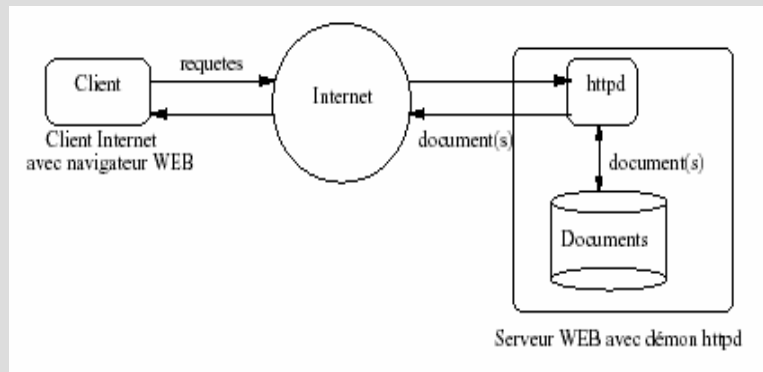 requetes
Client
Internet
httpd
Client Internet
avec navigateur WEB
document(s)
document(s)
Documents
Serveur WEB avec démon httpd